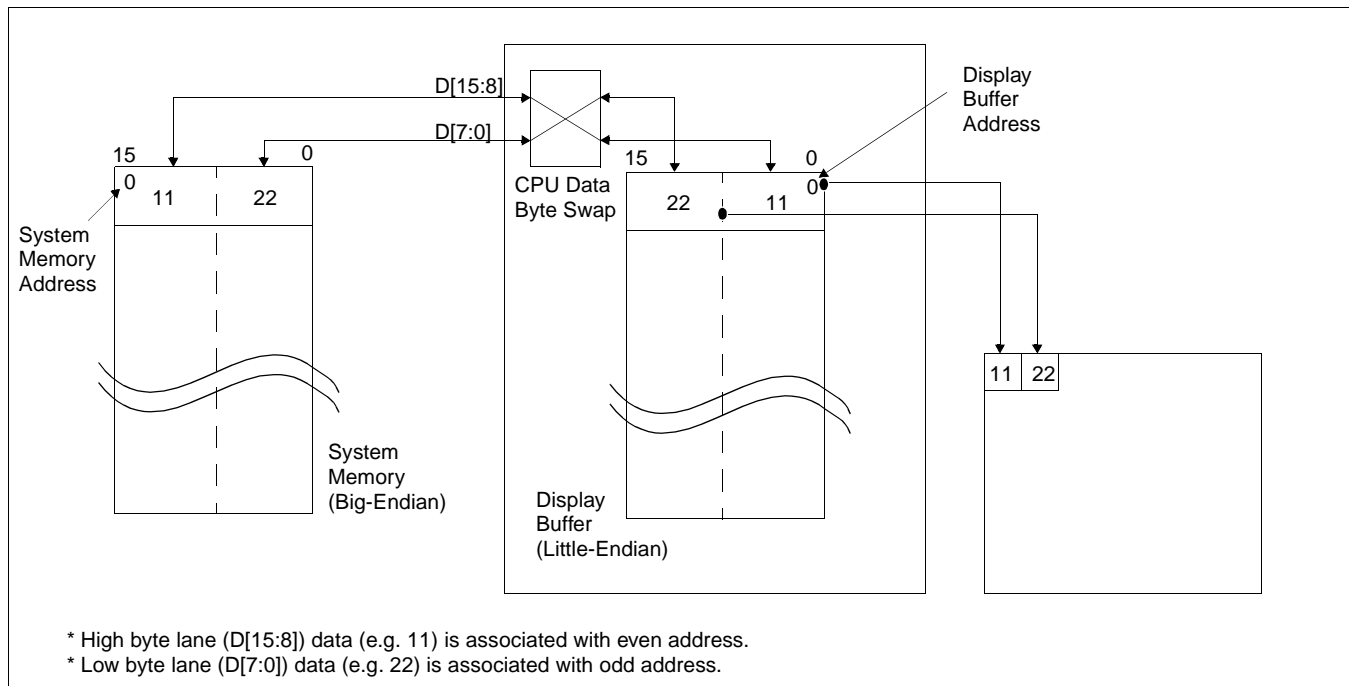 D[15:8]
D[7:0]
Display
Buffer
Address
15
0
15
0
CPU Data
Byte Swap
0
11
22
0
22
11
System
Memory
Address
11
22
System
Memory
(Big-Endian)
Display
Buffer
(Little-Endian)
* High byte lane (D[15:8]) data (e.g. 11) is associated with even address.
* Low byte lane (D[7:0]) data (e.g. 22) is associated with odd address.